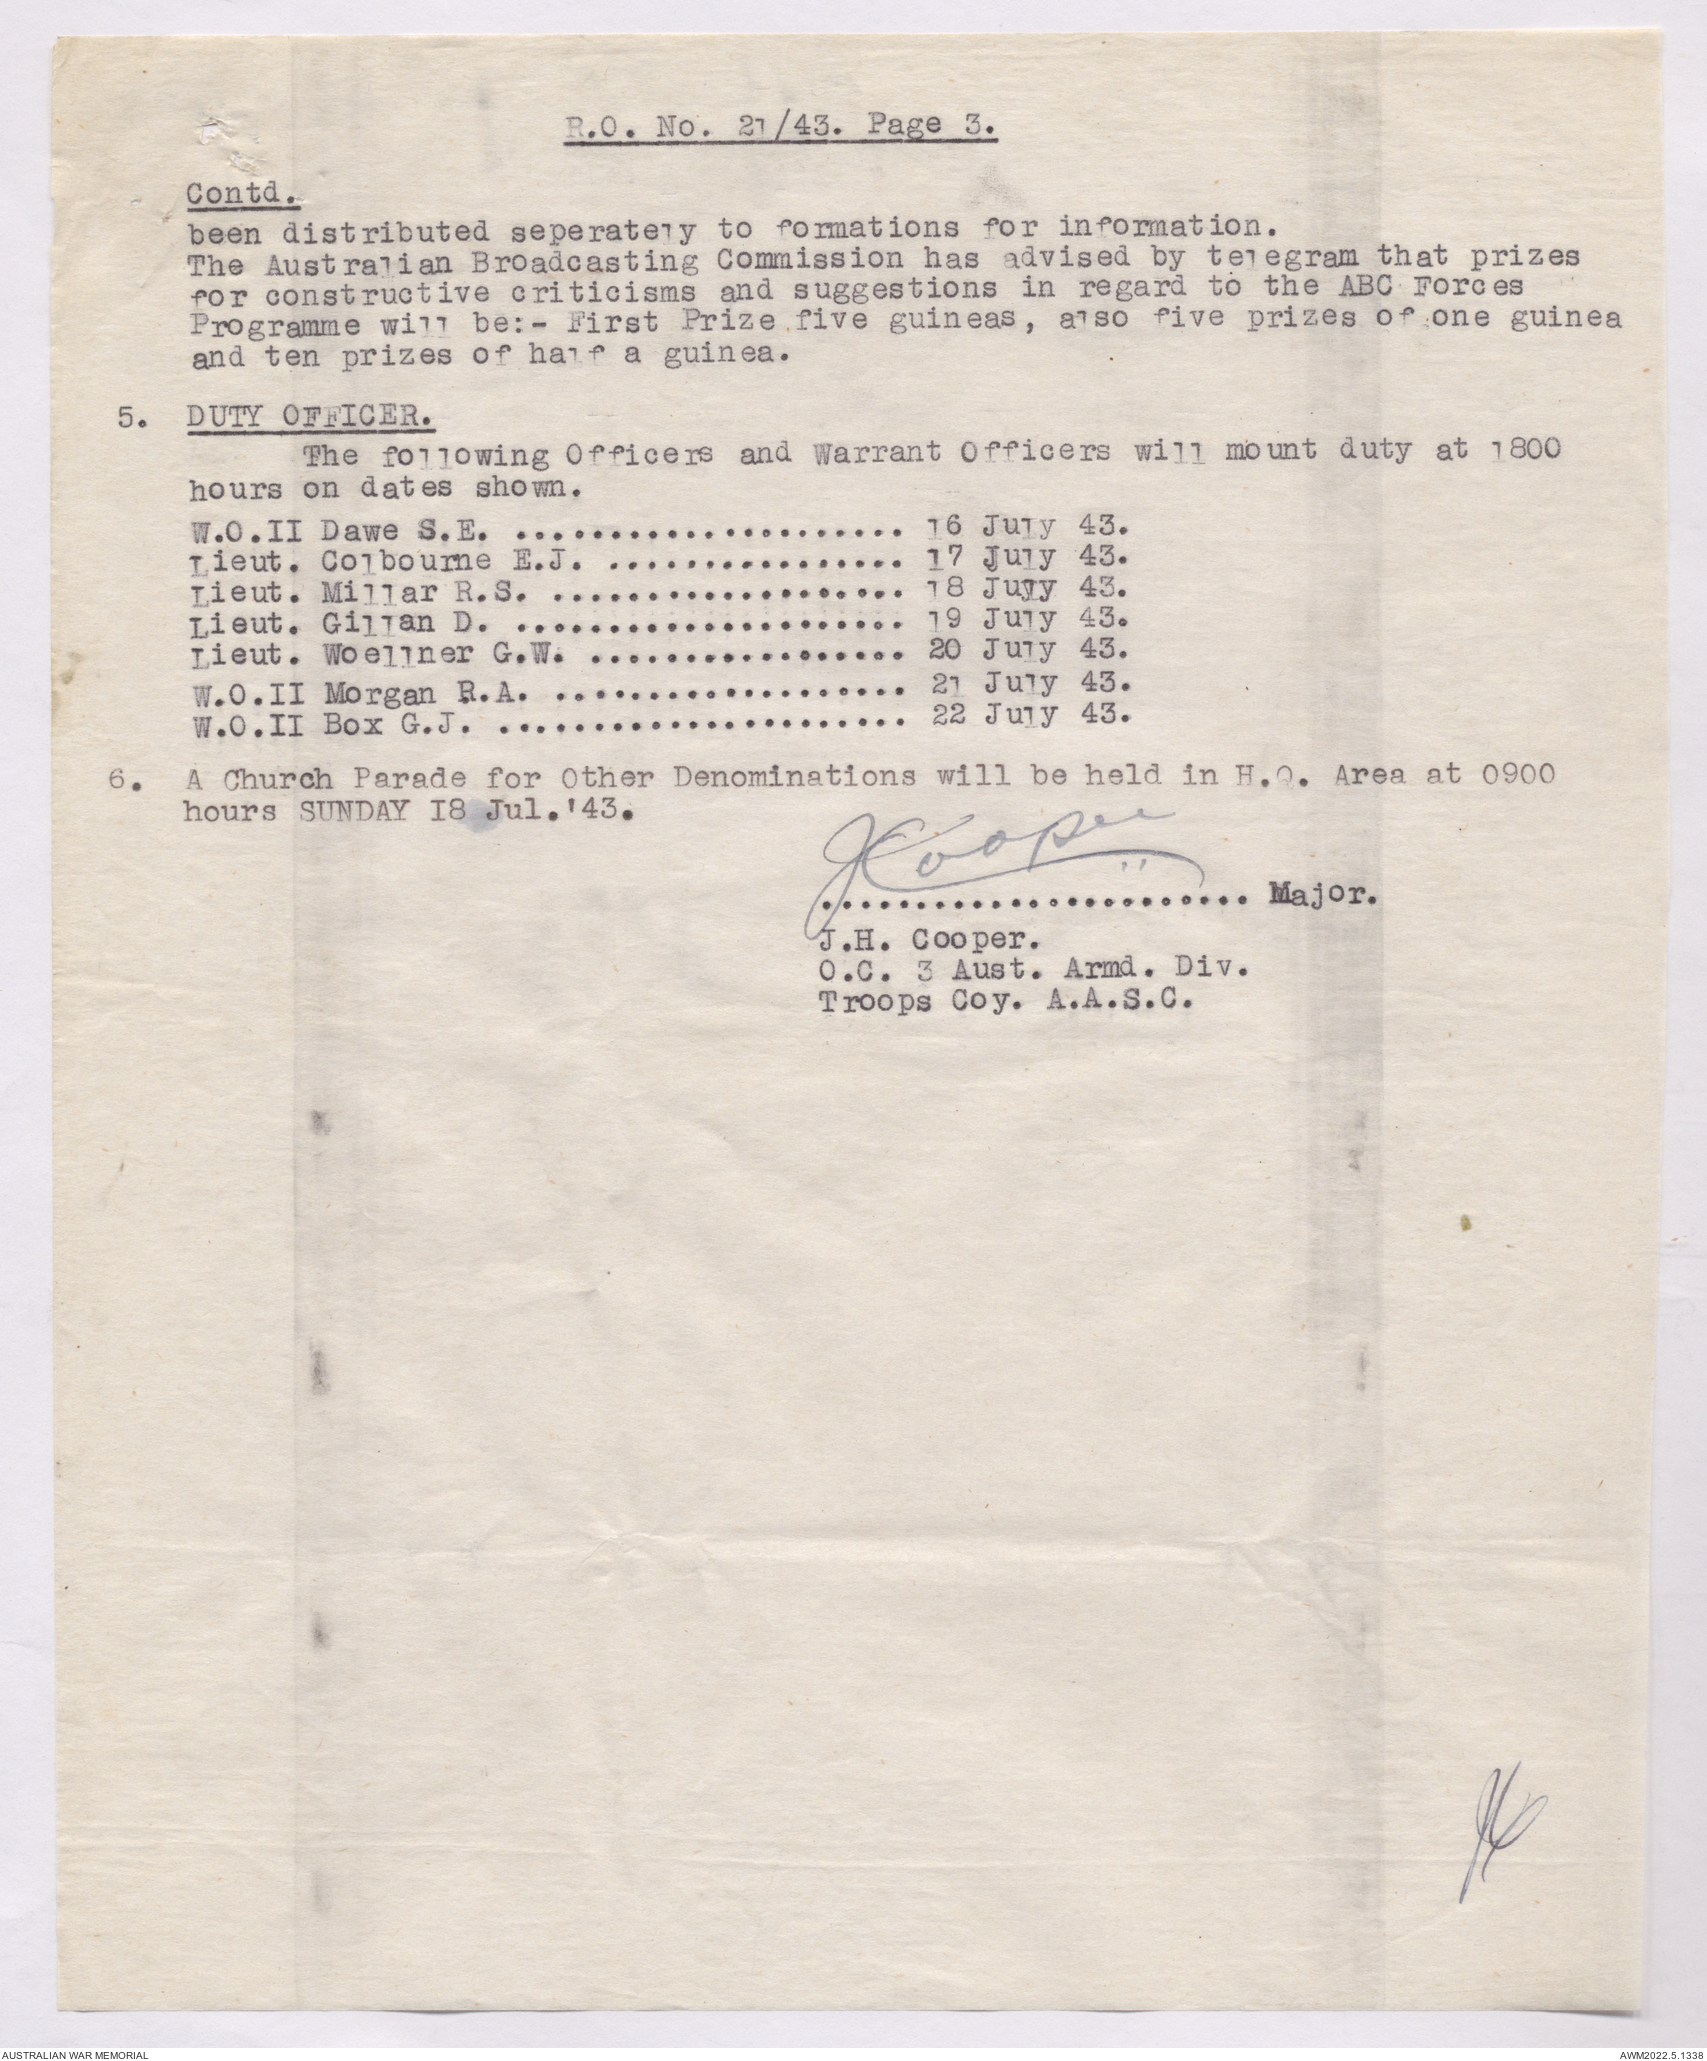 R.O. No. 21/43. Page 3.
Contd.
been distributed seperately to formations for information.
The Australian Broadcasting Commission has advised by telegram that prizes
for constructive criticisms and suggestions in regard to the ABC Forces
Programme will be:- First Prize five guineas, also five prizes of one guinea
and ten prizes of half a guinea.
5. DUTY OFFICER.
The following Officers and Warrant Officers will mount duty at 1800
hours on dates shown.
W.O.II Dawe S.E. ..................... 16 July 43.
Lieut. Colbourne E.J. ................ 17 July 43.
Lieut. Millar R.S. ................... 18 July 43.
Lieut. Gillan D. ..................... 19 July 43.
Lieut. Woellner G.W. ................. 20 July 43.
W.O.II Morgan R.A. ................... 21 July 43.
W.O.II Box G.J. ...................... 22 July 43.
6. A Church Parade for Other Denominations will be held in H.Q. Area at 0900
hours SUNDAY I8 Jul.'43.
JCooper
....................... Major.
J.H. Cooper.
O.C. 3 Aust. Armd. Div.
Troops Coy. A.A.S.C.
AUSTRALIAN WAR MEMORIAL
AWM2022.5.1338